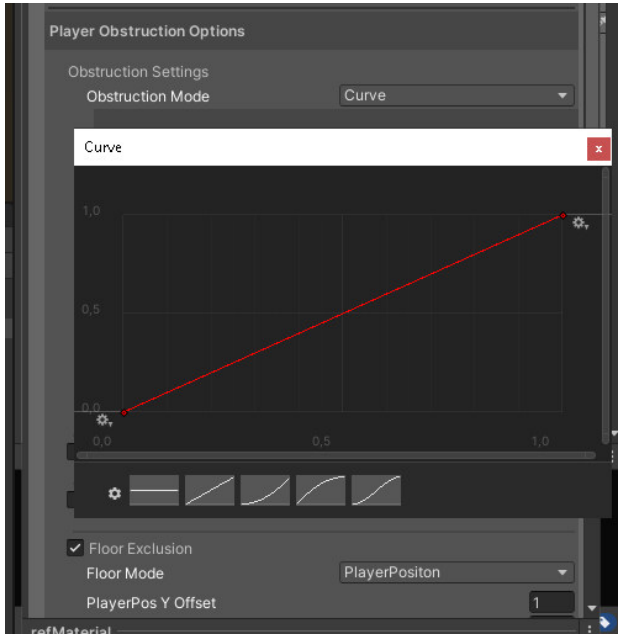 Player Obstruction Options
Obstruction Settings
Obstruction Mode Curve
Curve
x
1,0
0,5
0,0
0,0 0,5 1,0
Floor Exclusion
Floor Mode PlayerPositon
PlayerPos Y Offset 1
refMaterial